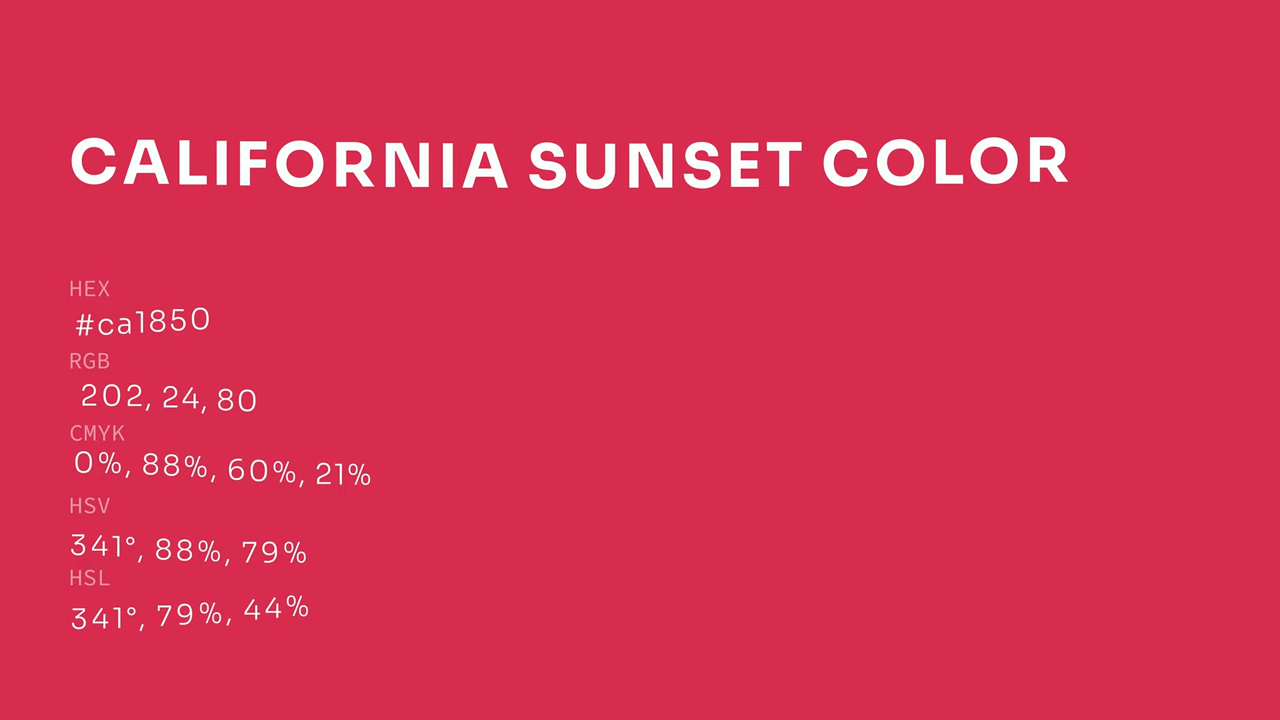 CALIFORNIA SUNSET COLOR
HEX
#ca1850
RGB
202, 24, 80
CMYK
0%, 88%, 60%, 21%
HSV
341°, 88%, 79%
HSL
341°, 79%, 44%